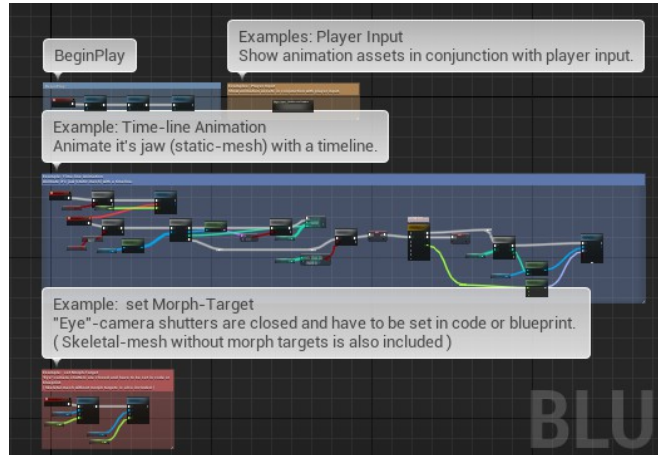 BeginPlay
Examples: Player Input
Show animation assets in conjunction with player input.
Example: Time-line Animation
Animate it's jaw (static-mesh) with a timeline.
Example: set Morph-Target
"Eye"-camera shutters are closed and have to be set in code or blueprint.
( Skeletal-mesh without morph targets is also included )
BLU